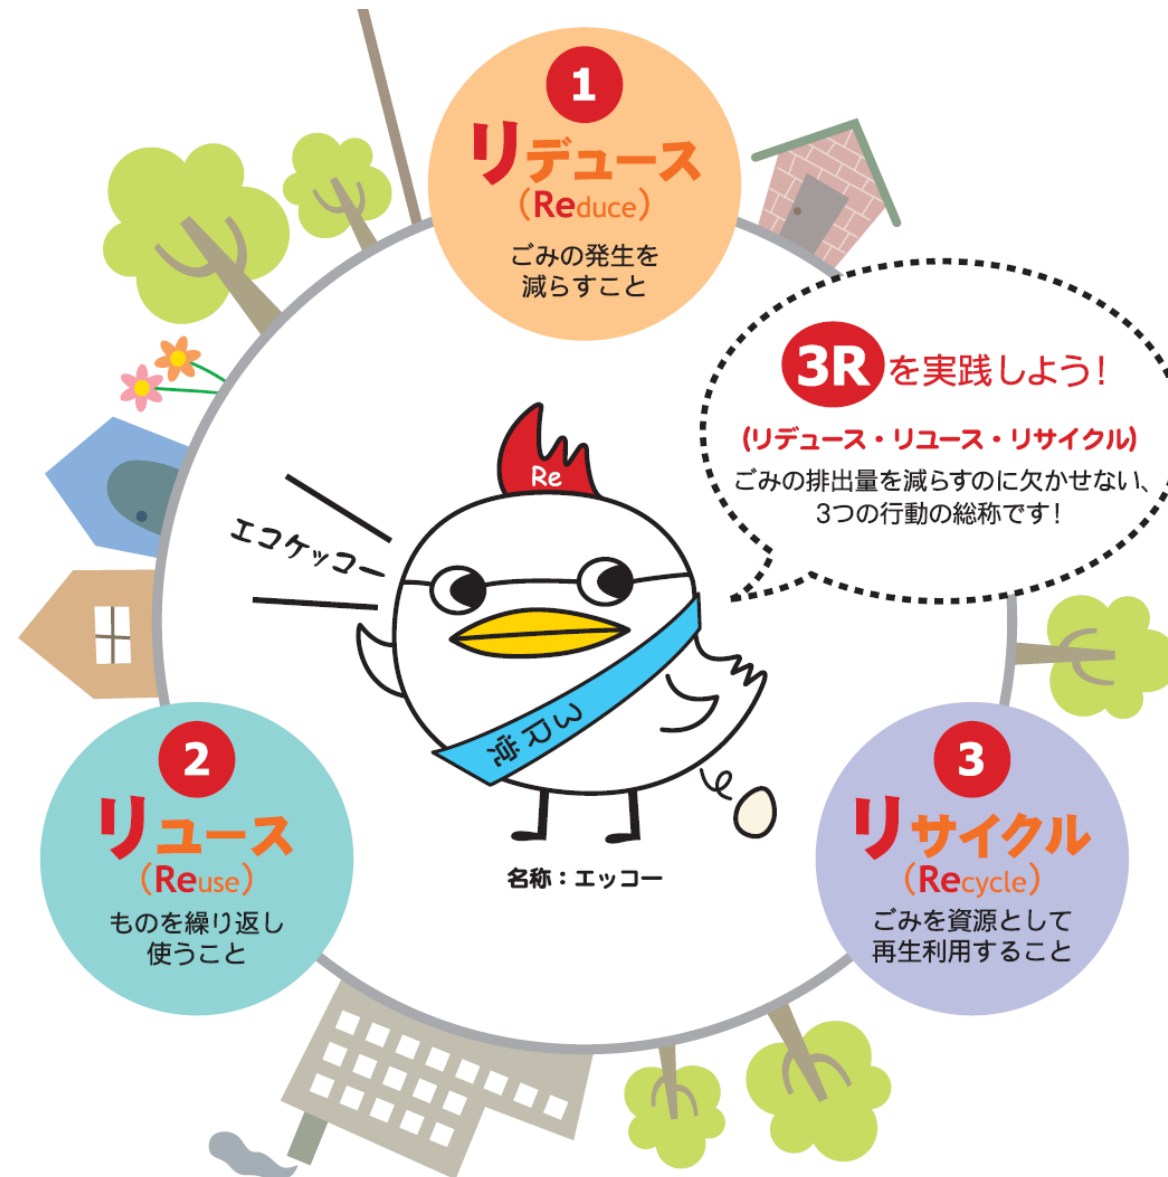 1
リデュース
(Reduce)
ごみの発生を
減らすこと
3Rを実践しよう!
(リデュース・リユース・リサイクル)
ごみの排出量を減らすのに欠かせない、
3つの行動の総称です!
Re
エコケッコー
3R党
名称:エッコー
2
リユース
(Reuse)
ものを繰り返し
使うこと
3
リサイクル
(Recycle)
ごみを資源として
再生利用すること